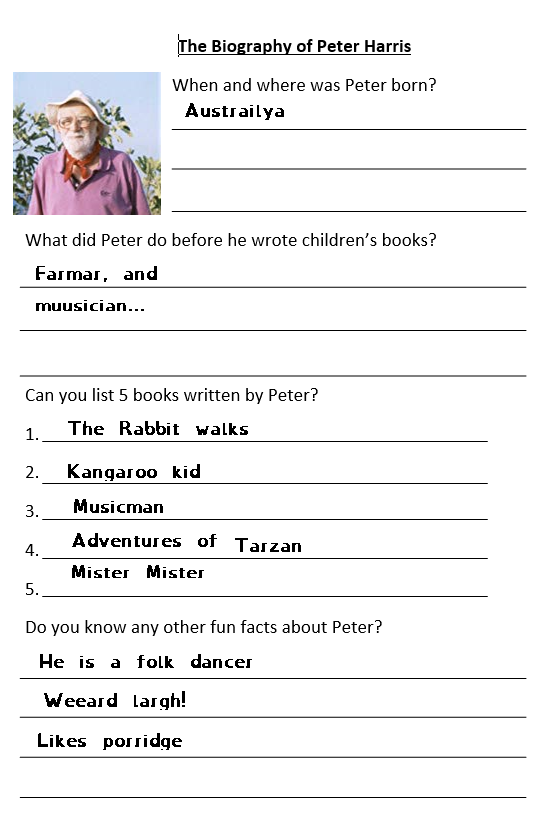 The Biography of Peter Harris
When and where was Peter born?
Austrailya
What did Peter do before he wrote children's books?
Farmar, and
muusician...
Can you list 5 books written by Peter?
1. The Rabbit walks
2. Kangaroo kid
3. Musicman
4. Adventures of Tarzan
5. Mister Mister
Do you know any other fun facts about Peter?
He is a folk dancer
Weeard largh!
Likes porridge